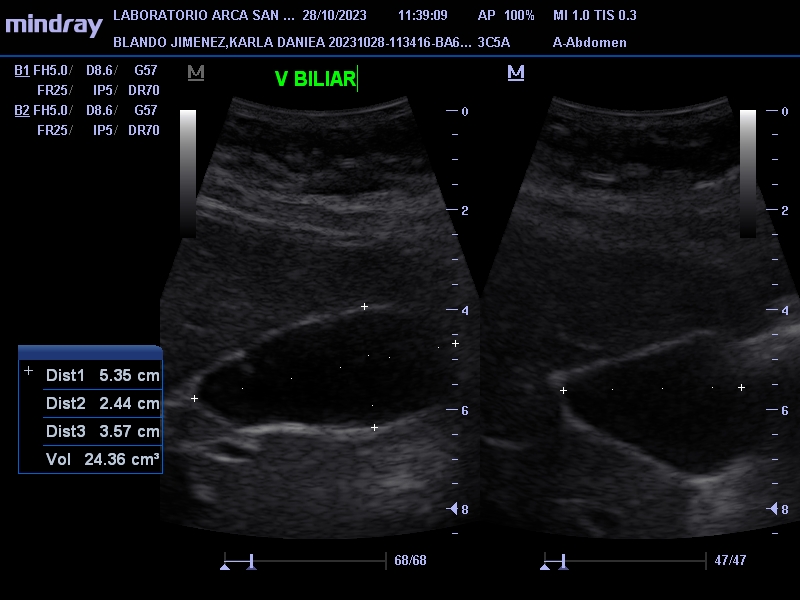 mindray LABORATORIO ARCA SAN ... 28/10/2023 11:39:09 AP 100% MI 1.0 TIS 0.3
BLANDO JIMENEZ,KARLA DANIEA 20231028-113416-BA6... 3C5A A-Abdomen
B1 FH5.0/ D8.6/ G57
FR25/ IP5/ DR70
B2 FH5.0/ D8.6/ G57
FR25/ IP5/ DR70
M
V BILIAR
M
0
2
4
6
8
0
2
4
6
8
+ Dist1 5.35 cm
Dist2 2.44 cm
Dist3 3.57 cm
Vol 24.36 cm³
68/68
47/47